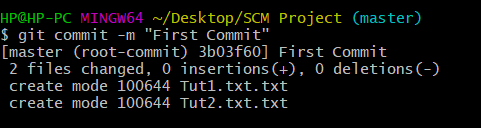 HP@HP-PC MINGW64 ~/Desktop/SCM Project (master)
$ git commit -m "First Commit"
[master (root-commit) 3b03f60] First Commit
 2 files changed, 0 insertions(+), 0 deletions(-)
 create mode 100644 Tut1.txt.txt
 create mode 100644 Tut2.txt.txt